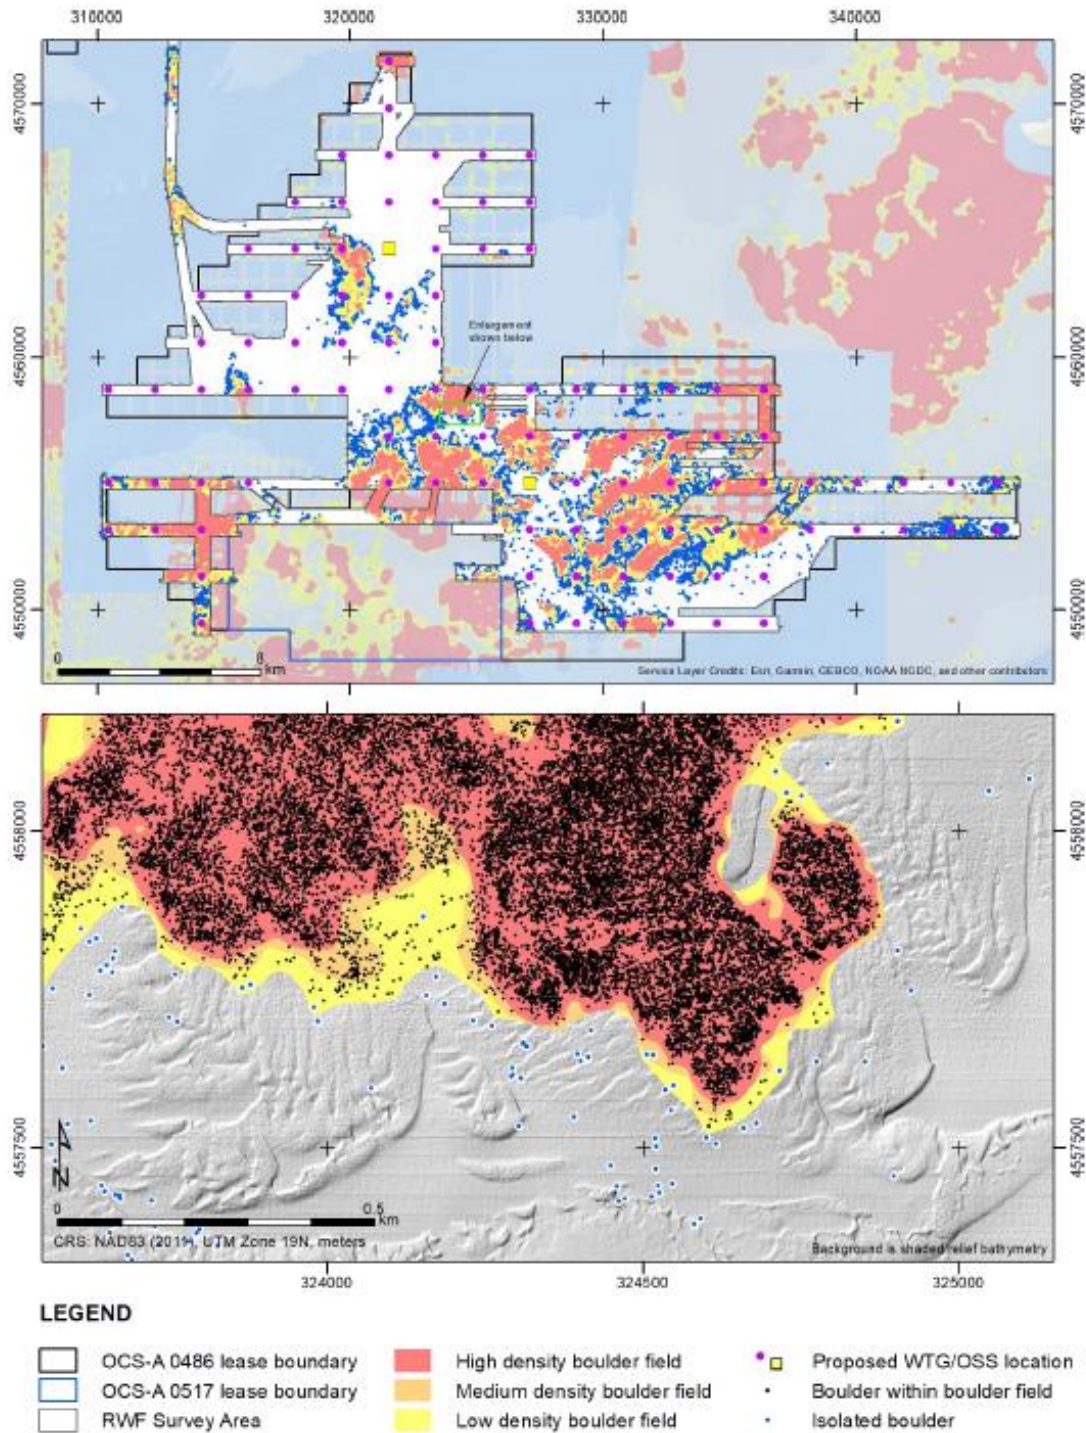 310000 320000 330000 340000
4570000 4570000
Enlargement
shown below
4560000 4560000
4550000 4550000
0 8
km
Service Layer Credits: Esri, Garmin, GEBCO, NOAA NGDC, and other contributors
4558000 4558000
4557500 4557500
N
0 0.5
km
CRS: NAD83 (2011), UTM Zone 19N, meters
Background is shaded relief bathymetry
324000 324500 325000
LEGEND
OCS-A 0486 lease boundary High density boulder field Proposed WTG/OSS location
OCS-A 0517 lease boundary Medium density boulder field Boulder within boulder field
RWF Survey Area Low density boulder field Isolated boulder